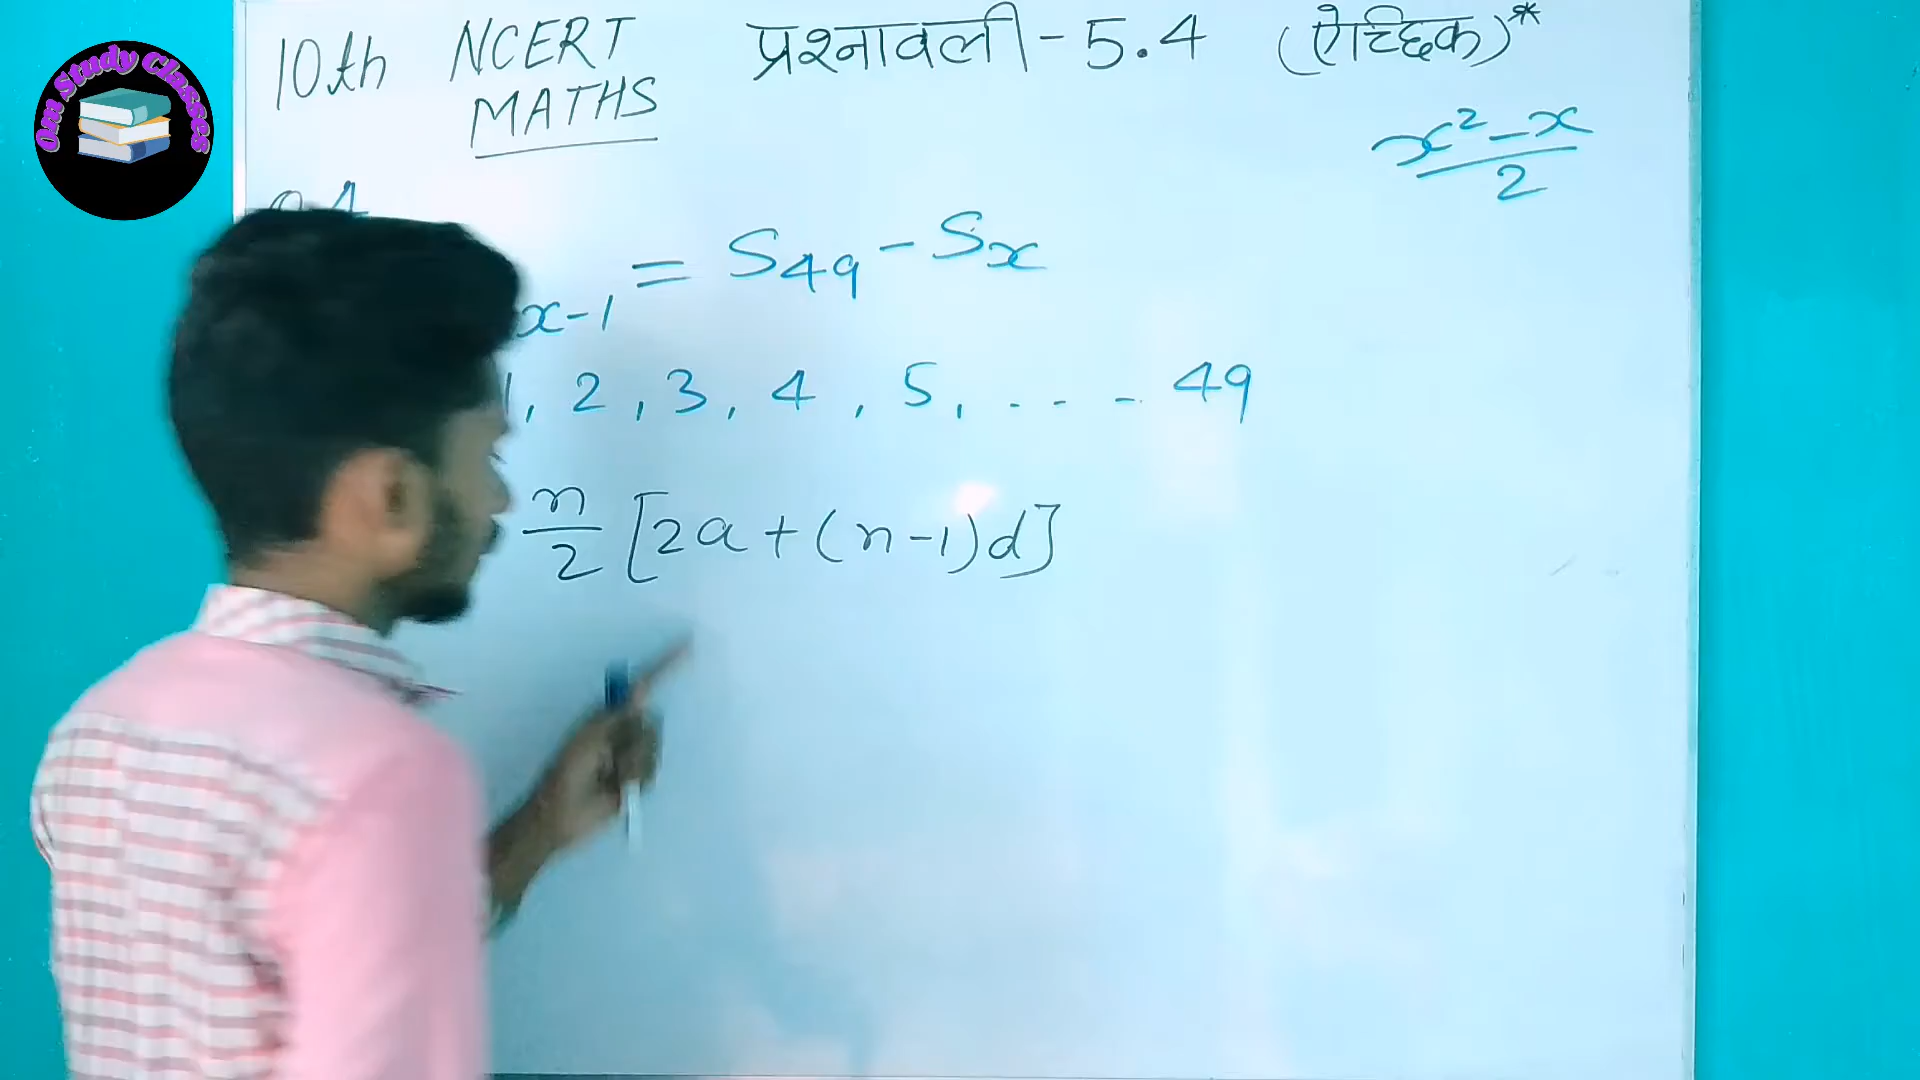 Om Study Classes
10th NCERT MATHS
प्रश्नावली - 5.4 (ऐच्छिक)*
x² - x / 2
x-1 = S49 - Sx
1, 2, 3, 4, 5, - - - 49
n/2 [2a + (n-1)d]